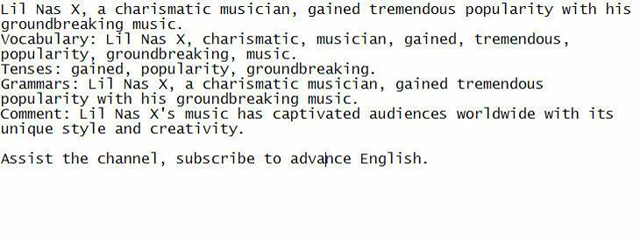 Lil Nas X, a charismatic musician, gained tremendous popularity with his
groundbreaking music.
Vocabulary: Lil Nas X, charismatic, musician, gained, tremendous,
popularity, groundbreaking, music.
Tenses: gained, popularity, groundbreaking.
Grammars: Lil Nas X, a charismatic musician, gained tremendous
popularity with his groundbreaking music.
Comment: Lil Nas X's music has captivated audiences worldwide with its
unique style and creativity.

Assist the channel, subscribe to advance English.